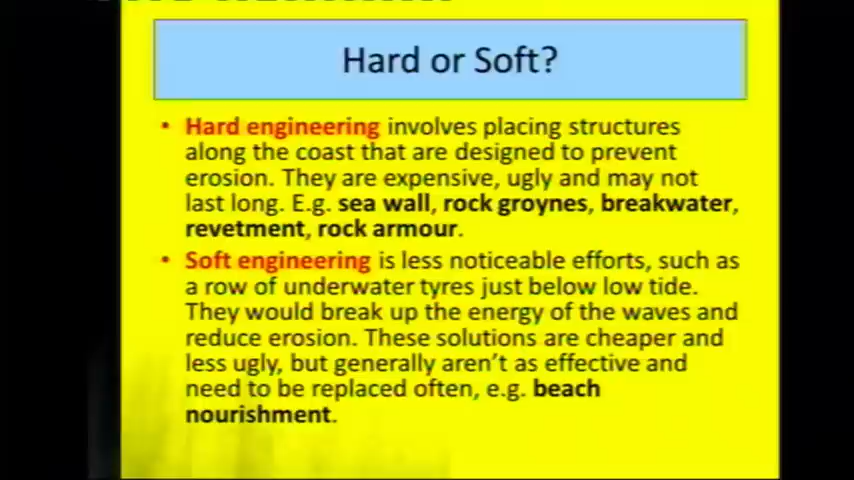 Hard or Soft?
• Hard engineering involves placing structures
along the coast that are designed to prevent
erosion. They are expensive, ugly and may not
last long. E.g. sea wall, rock groynes, breakwater,
revetment, rock armour.
• Soft engineering is less noticeable efforts, such as
a row of underwater tyres just below low tide.
They would break up the energy of the waves and
reduce erosion. These solutions are cheaper and
less ugly, but generally aren't as effective and
need to be replaced often, e.g. beach
nourishment.